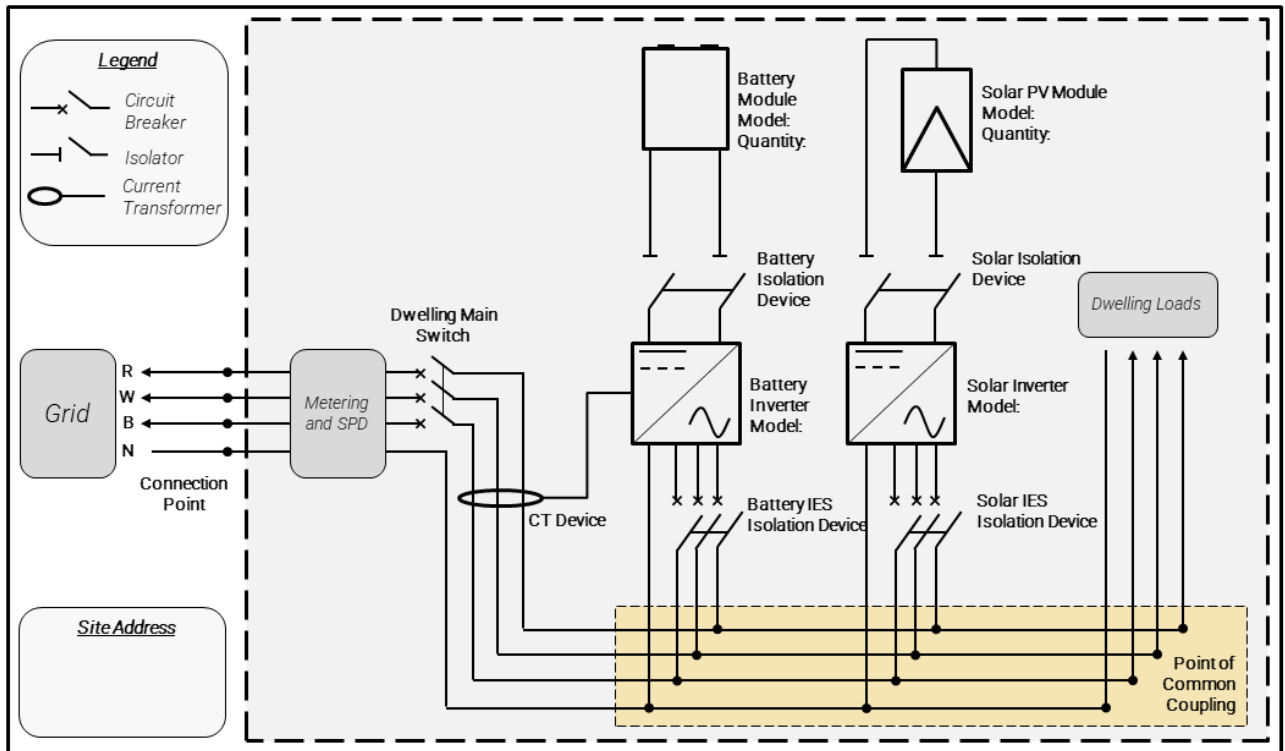 Legend
Circuit
Breaker
Isolator
Current
Transformer
Battery
Module
Model:
Quantity:
Solar PV Module
Model:
Quantity:
Battery
Isolation
Device
Solar Isolation
Device
Dwelling Loads
Dwelling Main
Switch
Grid
R
W
B
N
Connection
Point
Metering
and SPD
Battery
Inverter
Model:
Solar Inverter
Model:
CT Device
Battery IES
Isolation Device
Solar IES
Isolation Device
Site Address
Point of
Common
Coupling